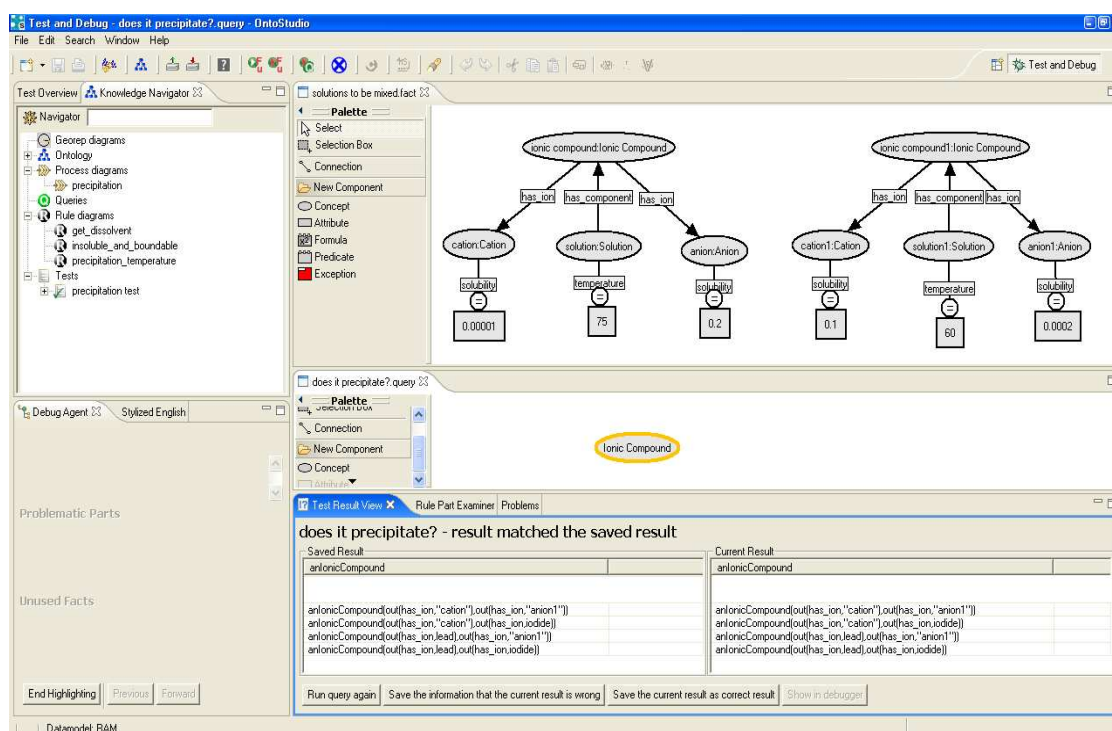 Test and Debug - does it precipitate?.query - OntoStudio
File Edit Search Window Help
Test and Debug
Test Overview Knowledge Navigator
Navigator
Georep diagrams
Ontology
Process diagrams
precipitation
Queries
Rule diagrams
get_dissolvent
insoluble_and_boundable
precipitation_temperature
Tests
precipitation test
solutions to be mixed.fact
Palette
Select
Selection Box
Connection
New Component
Concept
Attribute
Formula
Predicate
Exception
ionic compound:Ionic Compound
has_ion has_component has_ion
cation:Cation solution:Solution anion:Anion
solubility temperature solubility
= = =
0.00001 75 0.2
ionic compound1:Ionic Compound
has_ion has_component has_ion
cation1:Cation solution1:Solution anion1:Anion
solubility temperature solubility
= = =
0.1 60 0.0002
does it precipitate?.query
Palette
Selection Box
Connection
New Component
Concept
Attribute
Ionic Compound
Debug Agent Stylized English
Problematic Parts
Unused Facts
End Highlighting Previous Forward
Test Result View Rule Part Examiner Problems
does it precipitate? - result matched the saved result
Saved Result
anIonicCompound
anIonicCompound(out(has_ion,"cation"),out(has_ion,"anion1"))
anIonicCompound(out(has_ion,"cation"),out(has_ion,iodide))
anIonicCompound(out(has_ion,lead),out(has_ion,"anion1"))
anIonicCompound(out(has_ion,lead),out(has_ion,iodide))
Current Result
anIonicCompound
anIonicCompound(out(has_ion,"cation"),out(has_ion,"anion1"))
anIonicCompound(out(has_ion,"cation"),out(has_ion,iodide))
anIonicCompound(out(has_ion,lead),out(has_ion,"anion1"))
anIonicCompound(out(has_ion,lead),out(has_ion,iodide))
Run query again Save the information that the current result is wrong Save the current result as correct result Show in debugger
Datamodel: RAM